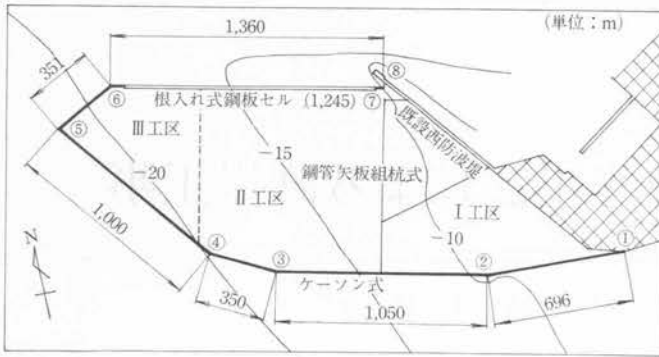 (単位：m)
1,360
351
⑧
⑥
根入れ式鋼板セル (1,245)
⑦
⑤
Ⅲ工区
既設西防波堤
-15
鋼管矢板組杭式
-20
Ⅱ工区
Ⅰ工区
1,000
-10
④
③
②
①
N
ケーソン式
350
1,050
696